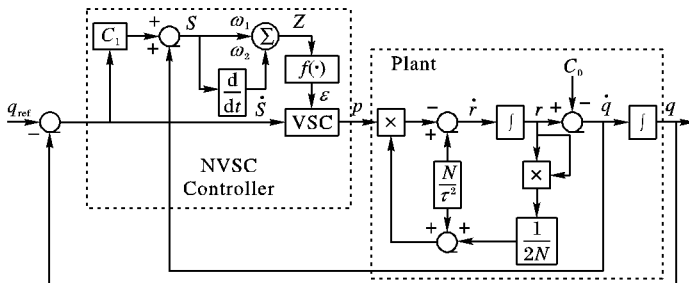 C₁
+
+
S
ω₁
ω₂
Σ
Z
f(·)
ε
d
dt
Ṡ
VSC
p
q_ref
−
NVSC
Controller
Plant
×
−
+
ṙ
∫
r
+
−
C₀
q̇
∫
q
N
τ²
×
+
+
1
2N